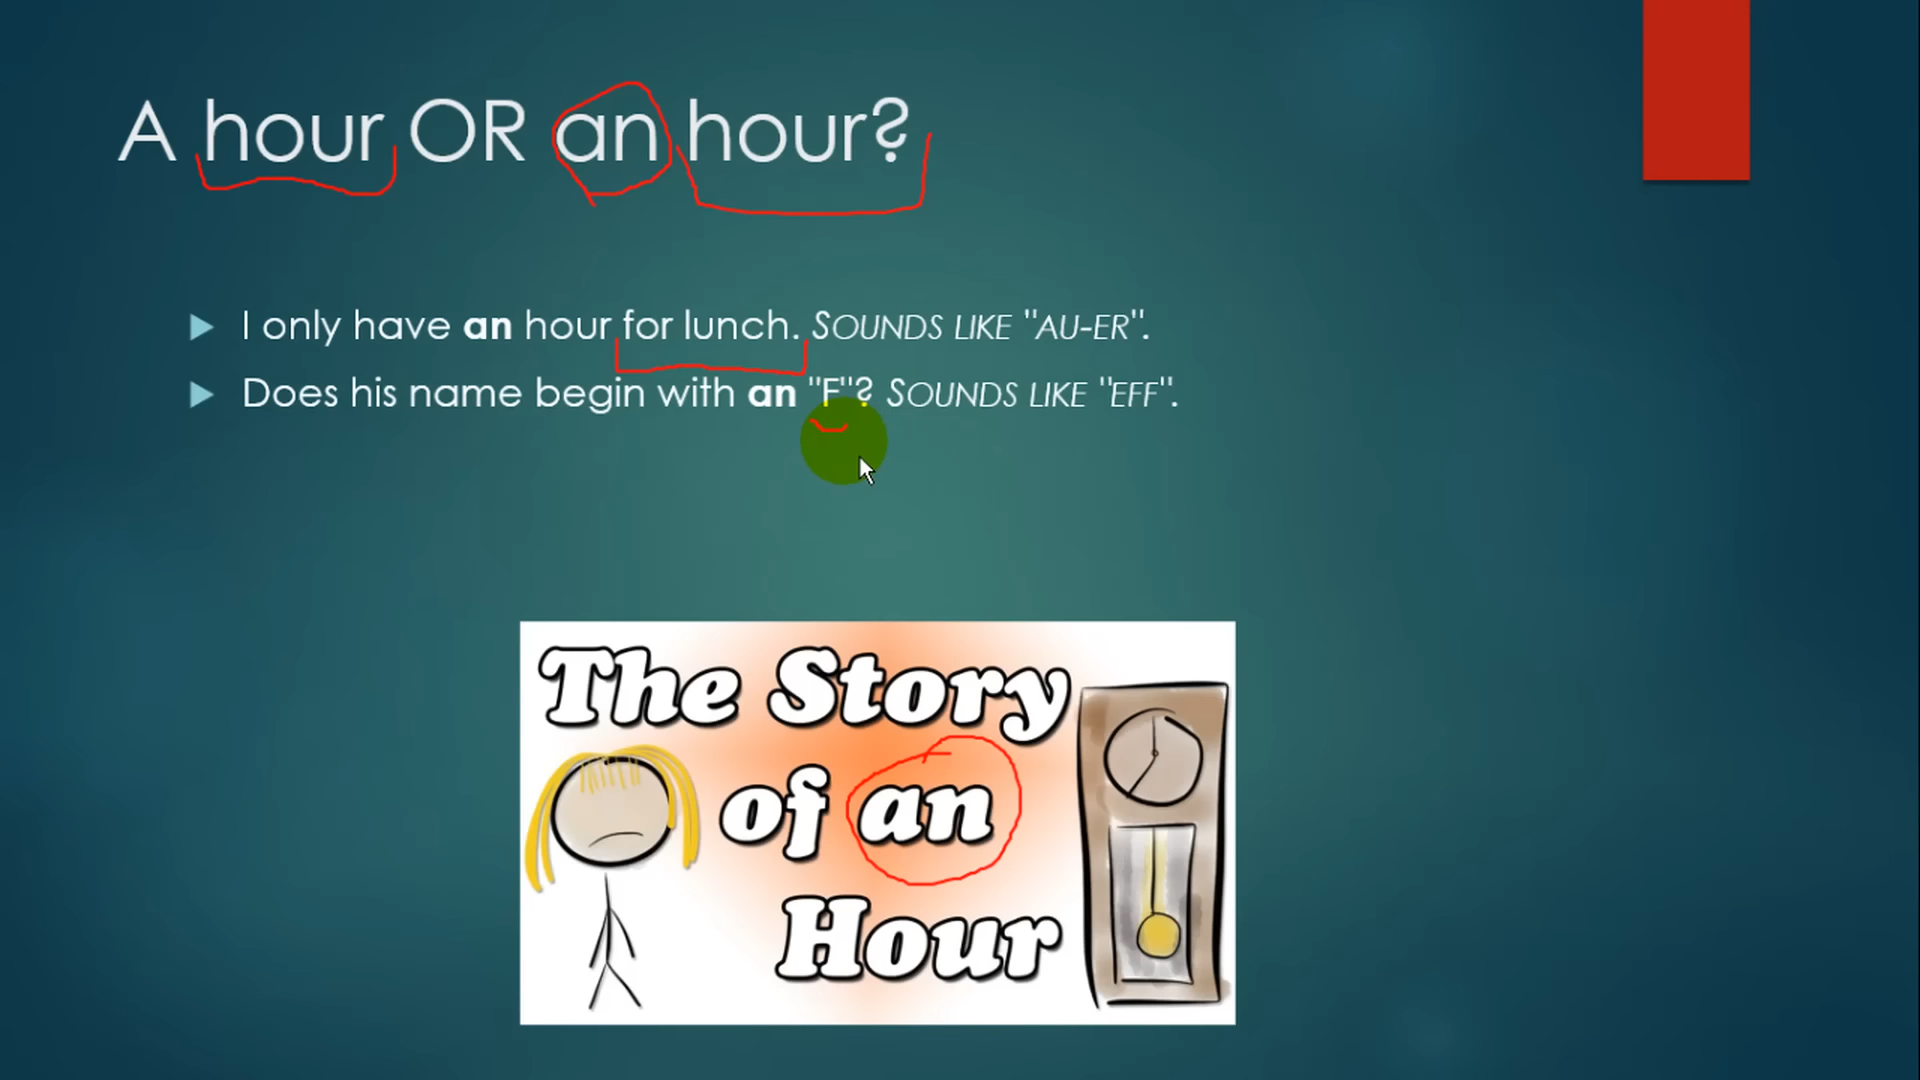 A hour OR an hour?
I only have an hour for lunch. SOUNDS LIKE "AU-ER".
Does his name begin with an "F"? SOUNDS LIKE "EFF".
The Story
of an
Hour